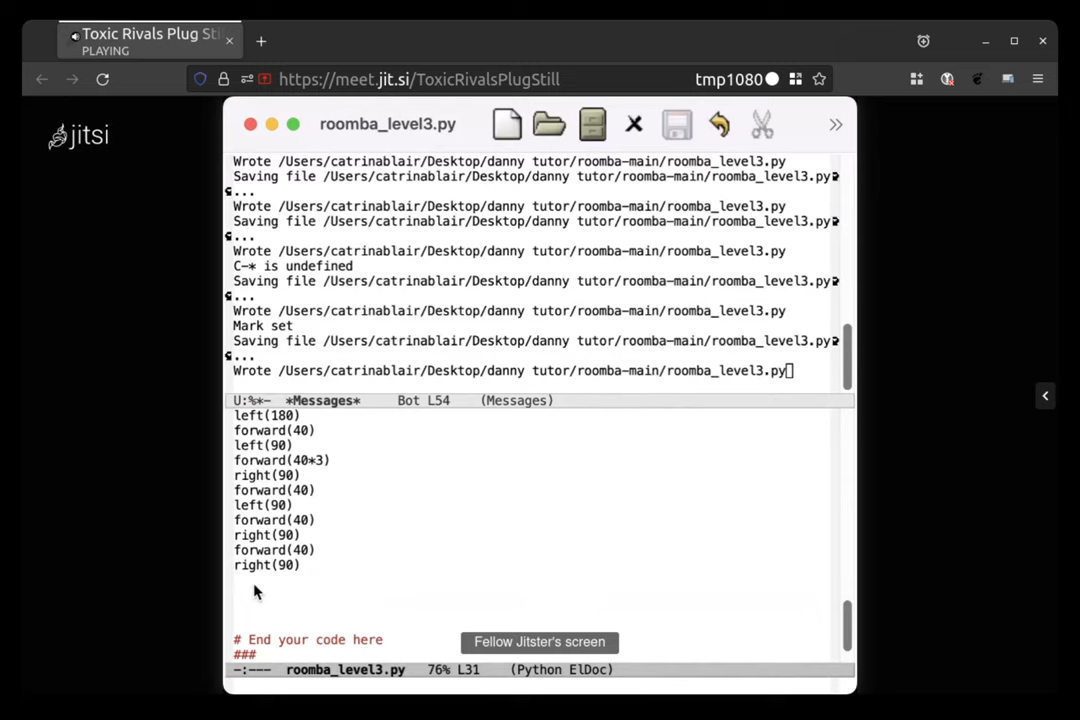 Toxic Rivals Plug Sti
PLAYING
https://meet.jit.si/ToxicRivalsPlugStill
tmp1080
jitsi
roomba_level3.py
Wrote /Users/catrinablair/Desktop/danny tutor/roomba-main/roomba_level3.py
Saving file /Users/catrinablair/Desktop/danny tutor/roomba-main/roomba_level3.py
...
Wrote /Users/catrinablair/Desktop/danny tutor/roomba-main/roomba_level3.py
Saving file /Users/catrinablair/Desktop/danny tutor/roomba-main/roomba_level3.py
...
Wrote /Users/catrinablair/Desktop/danny tutor/roomba-main/roomba_level3.py
C-* is undefined
Saving file /Users/catrinablair/Desktop/danny tutor/roomba-main/roomba_level3.py
...
Wrote /Users/catrinablair/Desktop/danny tutor/roomba-main/roomba_level3.py
Mark set
Saving file /Users/catrinablair/Desktop/danny tutor/roomba-main/roomba_level3.py
...
Wrote /Users/catrinablair/Desktop/danny tutor/roomba-main/roomba_level3.py
U:%*- *Messages* Bot L54 (Messages)
left(180)
forward(40)
left(90)
forward(40*3)
right(90)
forward(40)
left(90)
forward(40)
right(90)
forward(40)
right(90)
# End your code here
Fellow Jitster's screen
###
-:--- roomba_level3.py 76% L31 (Python ElDoc)